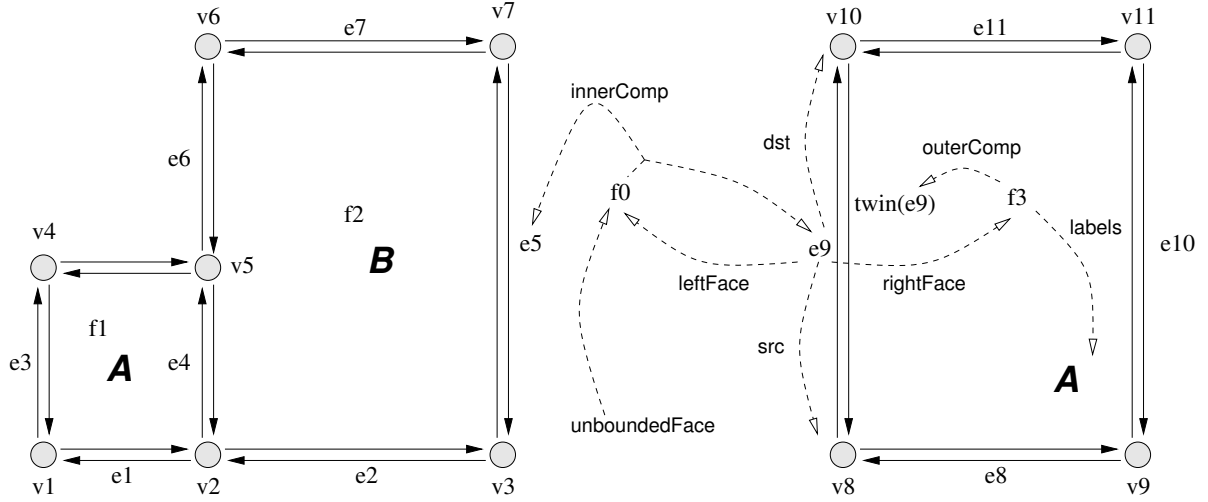 v6
e7
v7
v10
e11
v11
innerComp
e6
dst
outerComp
f2
f0
twin(e9)
f3
v4
labels
v5
B
e5
e9
e10
leftFace
rightFace
f1
e3
A
e4
src
A
unboundedFace
e1
e2
e8
v1
v2
v3
v8
v9